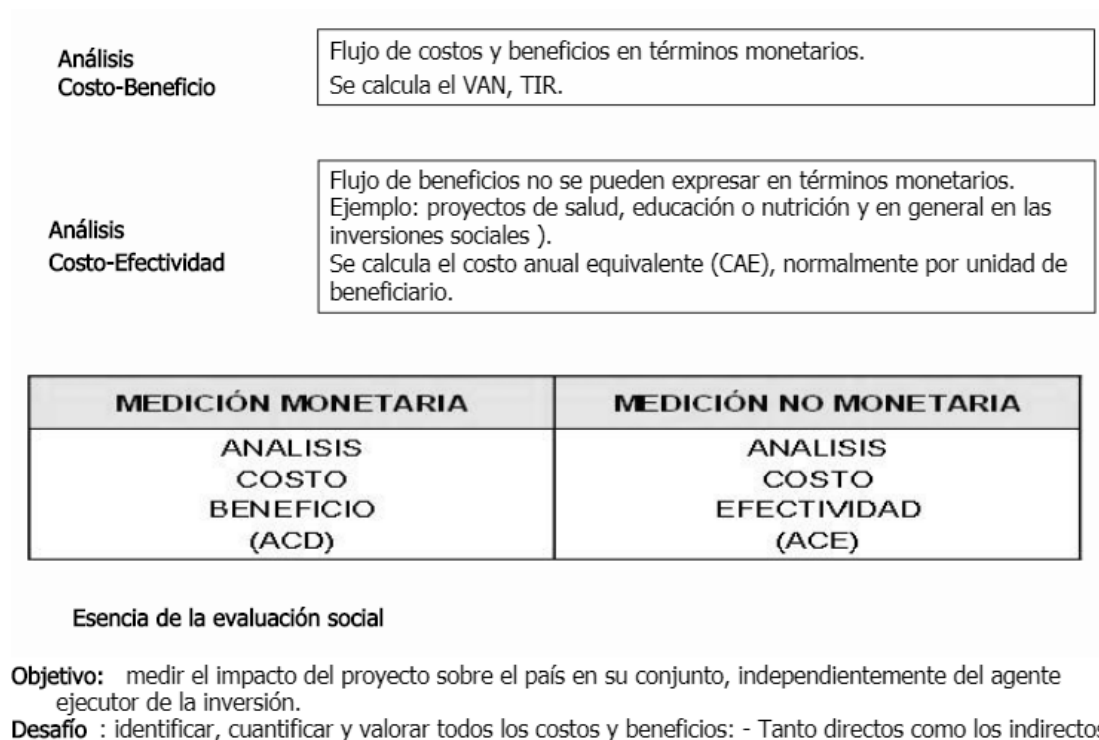 Análisis
Costo-Beneficio
Flujo de costos y beneficios en términos monetarios.
Se calcula el VAN, TIR.
Análisis
Costo-Efectividad
Flujo de beneficios no se pueden expresar en términos monetarios.
Ejemplo: proyectos de salud, educación o nutrición y en general en las
inversiones sociales ).
Se calcula el costo anual equivalente (CAE), normalmente por unidad de
beneficiario.
MEDICIÓN MONETARIA
MEDICIÓN NO MONETARIA
ANALISIS
COSTO
BENEFICIO
(ACD)
ANALISIS
COSTO
EFECTIVIDAD
(ACE)
Esencia de la evaluación social
Objetivo: medir el impacto del proyecto sobre el país en su conjunto, independientemente del agente
ejecutor de la inversión.
Desafío : identificar, cuantificar y valorar todos los costos y beneficios: - Tanto directos como los indirectos